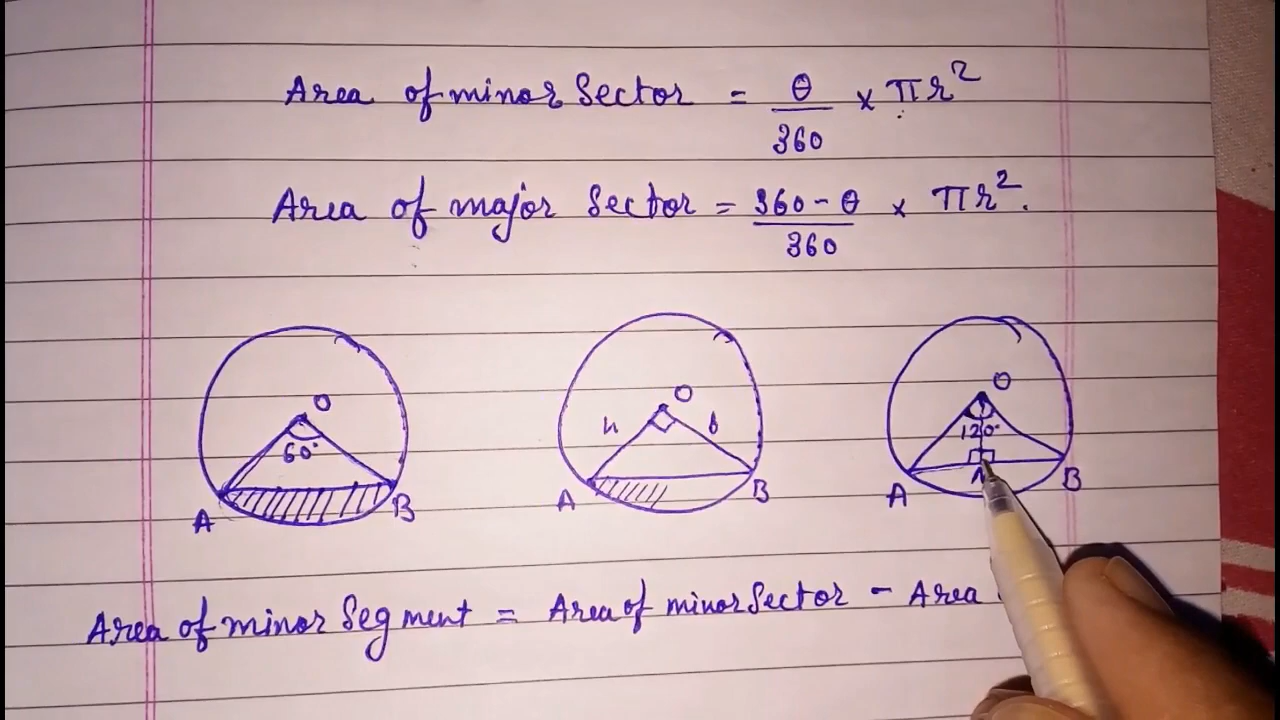 Area of minor Sector = θ/360 × πr²
Area of major Sector = 360-θ/360 × πr².
O
60°
A
B
O
h
b
A
B
O
120°
A
B
Area of minor Segment = Area of minor Sector - Area